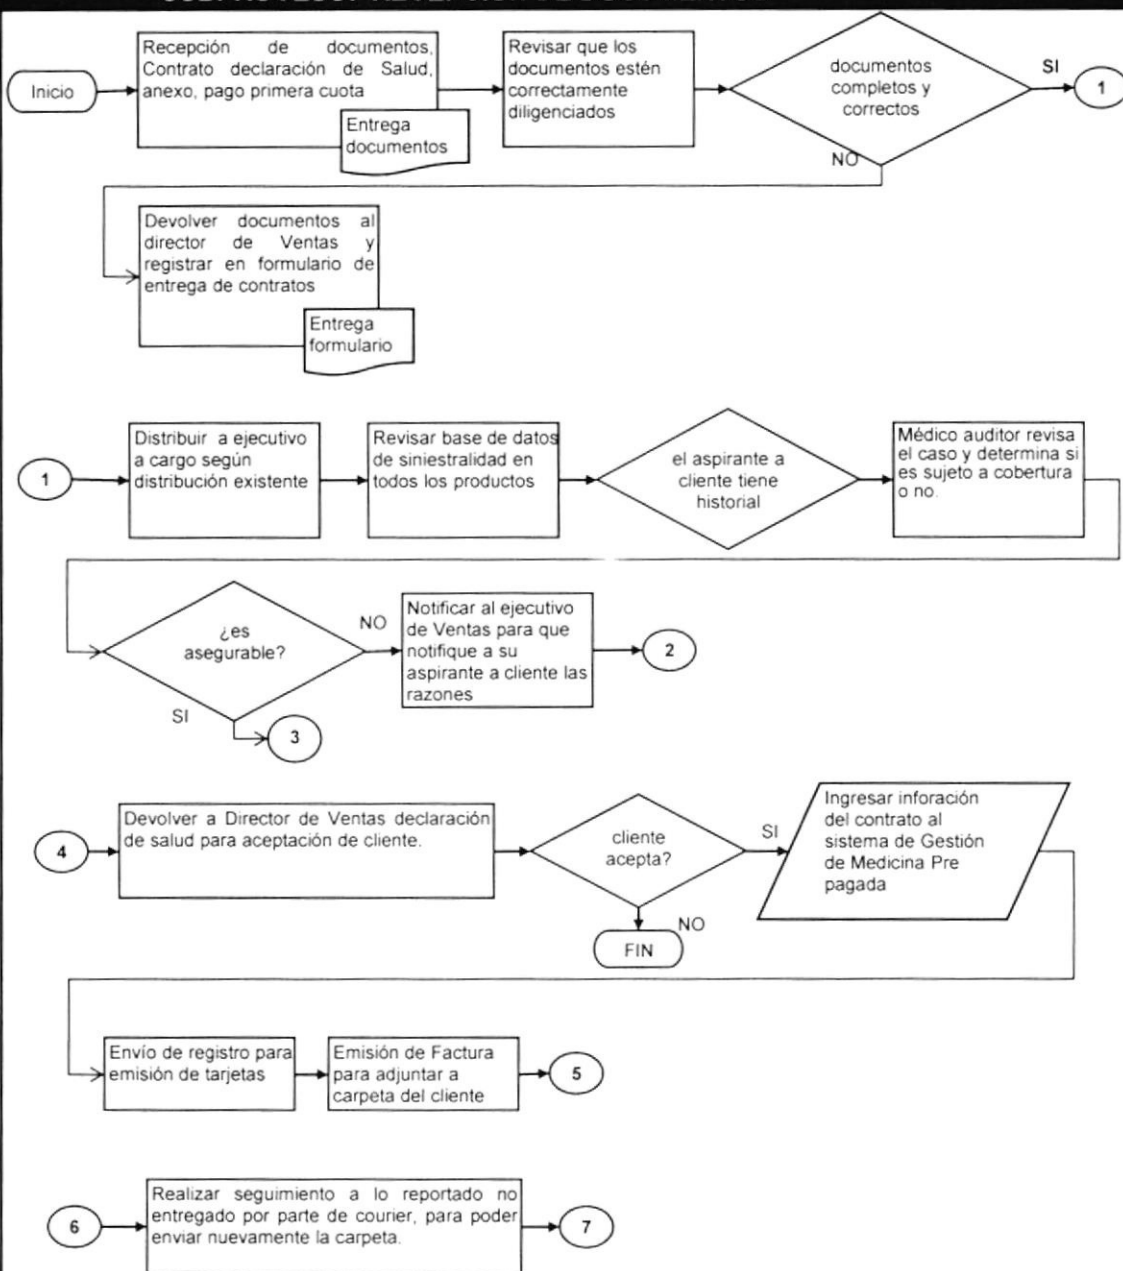 Inicio
Recepción de documentos,
Contrato declaración de Salud,
anexo, pago primera cuota
Entrega
documentos
Revisar que los
documentos estén
correctamente
diligenciados
documentos
completos y
correctos
SI
1
NO
Devolver documentos al
director de Ventas y
registrar en formulario de
entrega de contratos
Entrega
formulario
1
Distribuir a ejecutivo
a cargo según
distribución existente
Revisar base de datos
de siniestralidad en
todos los productos
el aspirante a
cliente tiene
historial
Médico auditor revisa
el caso y determina si
es sujeto a cobertura
o no.
¿es
asegurable?
NO
SI
3
Notificar al ejecutivo
de Ventas para que
notifique a su
aspirante a cliente las
razones
2
4
Devolver a Director de Ventas declaración
de salud para aceptación de cliente.
cliente
acepta?
SI
NO
FIN
Ingresar inforación
del contrato al
sistema de Gestión
de Medicina Pre
pagada
Envío de registro para
emisión de tarjetas
Emisión de Factura
para adjuntar a
carpeta del cliente
5
6
Realizar seguimiento a lo reportado no
entregado por parte de courier, para poder
enviar nuevamente la carpeta.
7